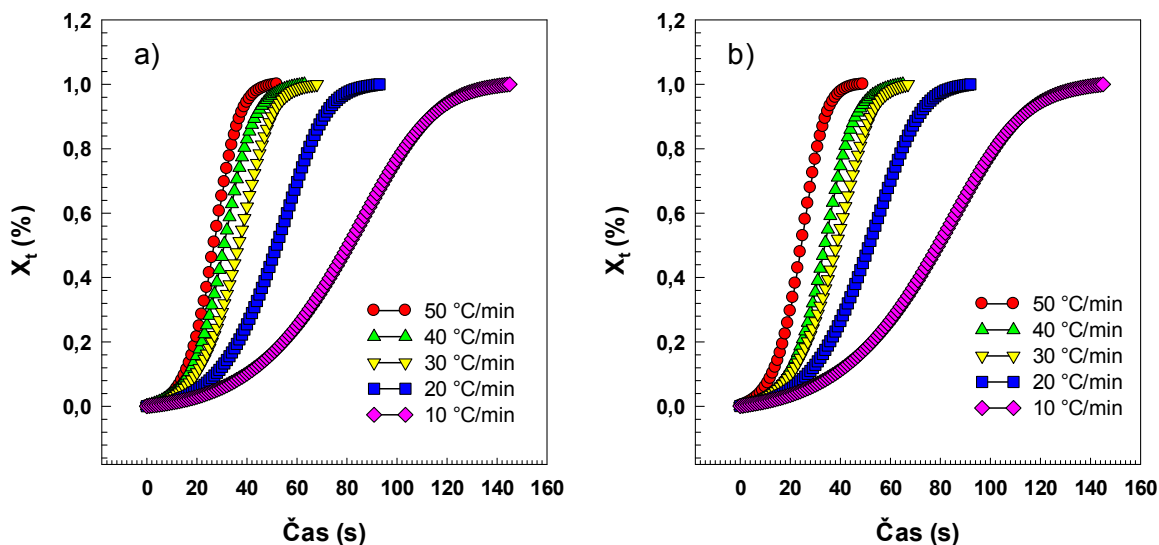 a)
X_t (%)
1,2
1,0
0,8
0,6
0,4
0,2
0,0
50 °C/min
40 °C/min
30 °C/min
20 °C/min
10 °C/min
0 20 40 60 80 100 120 140 160
Čas (s)
b)
X_t (%)
1,2
1,0
0,8
0,6
0,4
0,2
0,0
50 °C/min
40 °C/min
30 °C/min
20 °C/min
10 °C/min
0 20 40 60 80 100 120 140 160
Čas (s)